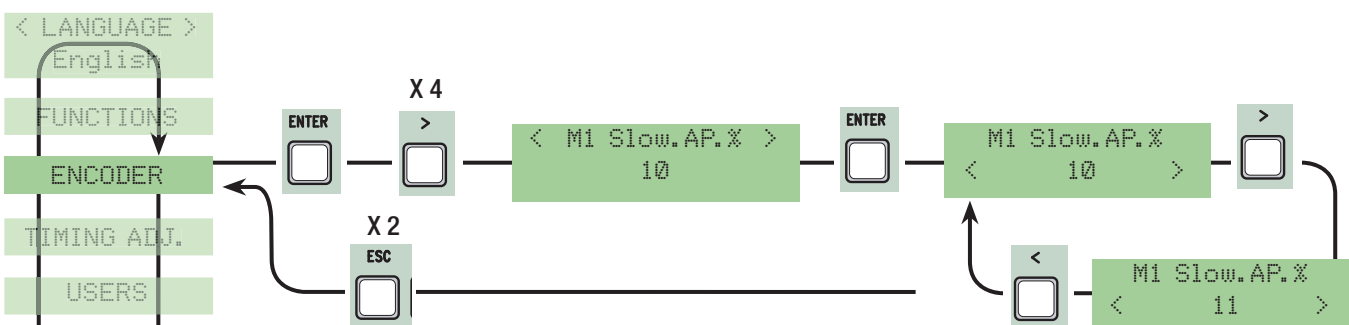 < LANGUAGE >
English
FUNCTIONS
ENCODER
TIMING ADJ.
USERS
ENTER
X 4
>
< M1 Slow.AP.% >
10
ENTER
M1 Slow.AP.%
< 10 >
>
X 2
ESC
<
M1 Slow.AP.%
< 11 >